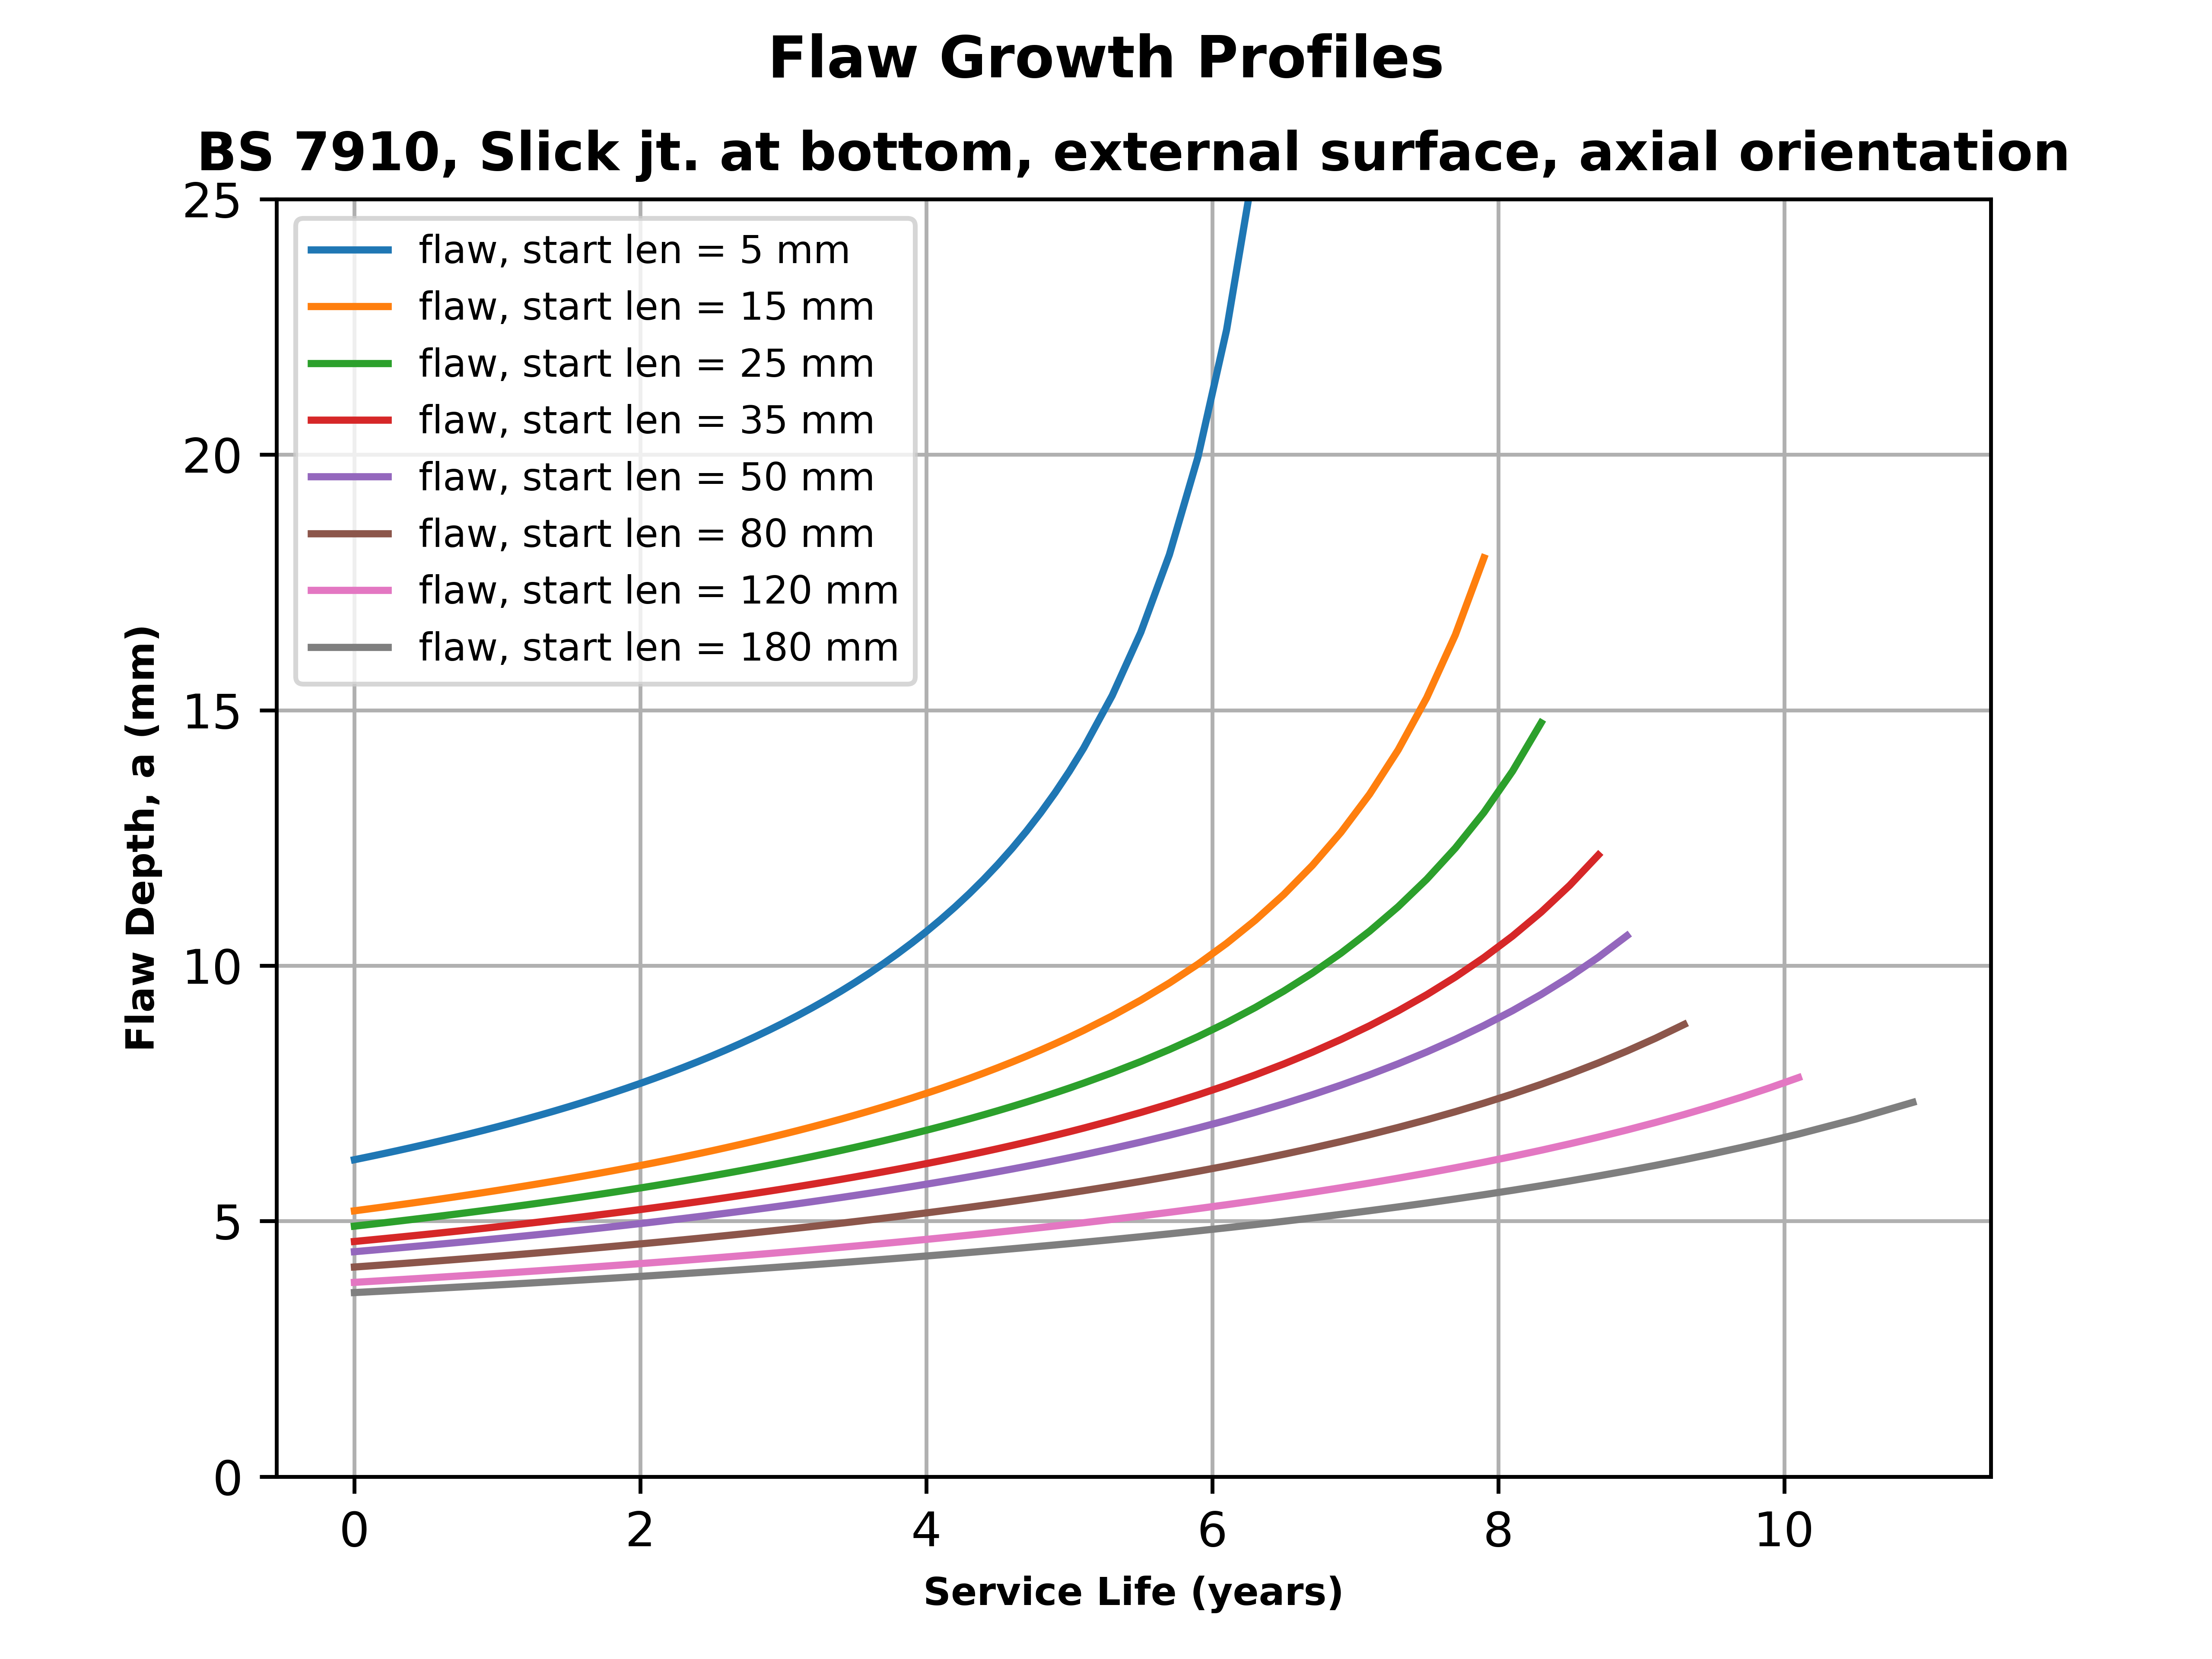 Flaw Growth Profiles
BS 7910, Slick jt. at bottom, external surface, axial orientation
25
20
15
10
5
0
Flaw Depth, a (mm)
flaw, start len = 5 mm
flaw, start len = 15 mm
flaw, start len = 25 mm
flaw, start len = 35 mm
flaw, start len = 50 mm
flaw, start len = 80 mm
flaw, start len = 120 mm
flaw, start len = 180 mm
0 2 4 6 8 10
Service Life (years)